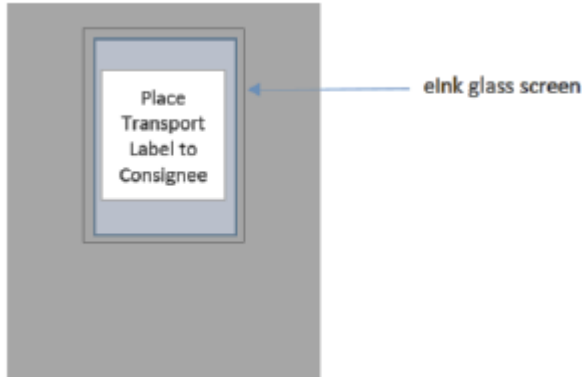 Place
Transport
Label to
Consignee
eInk glass screen